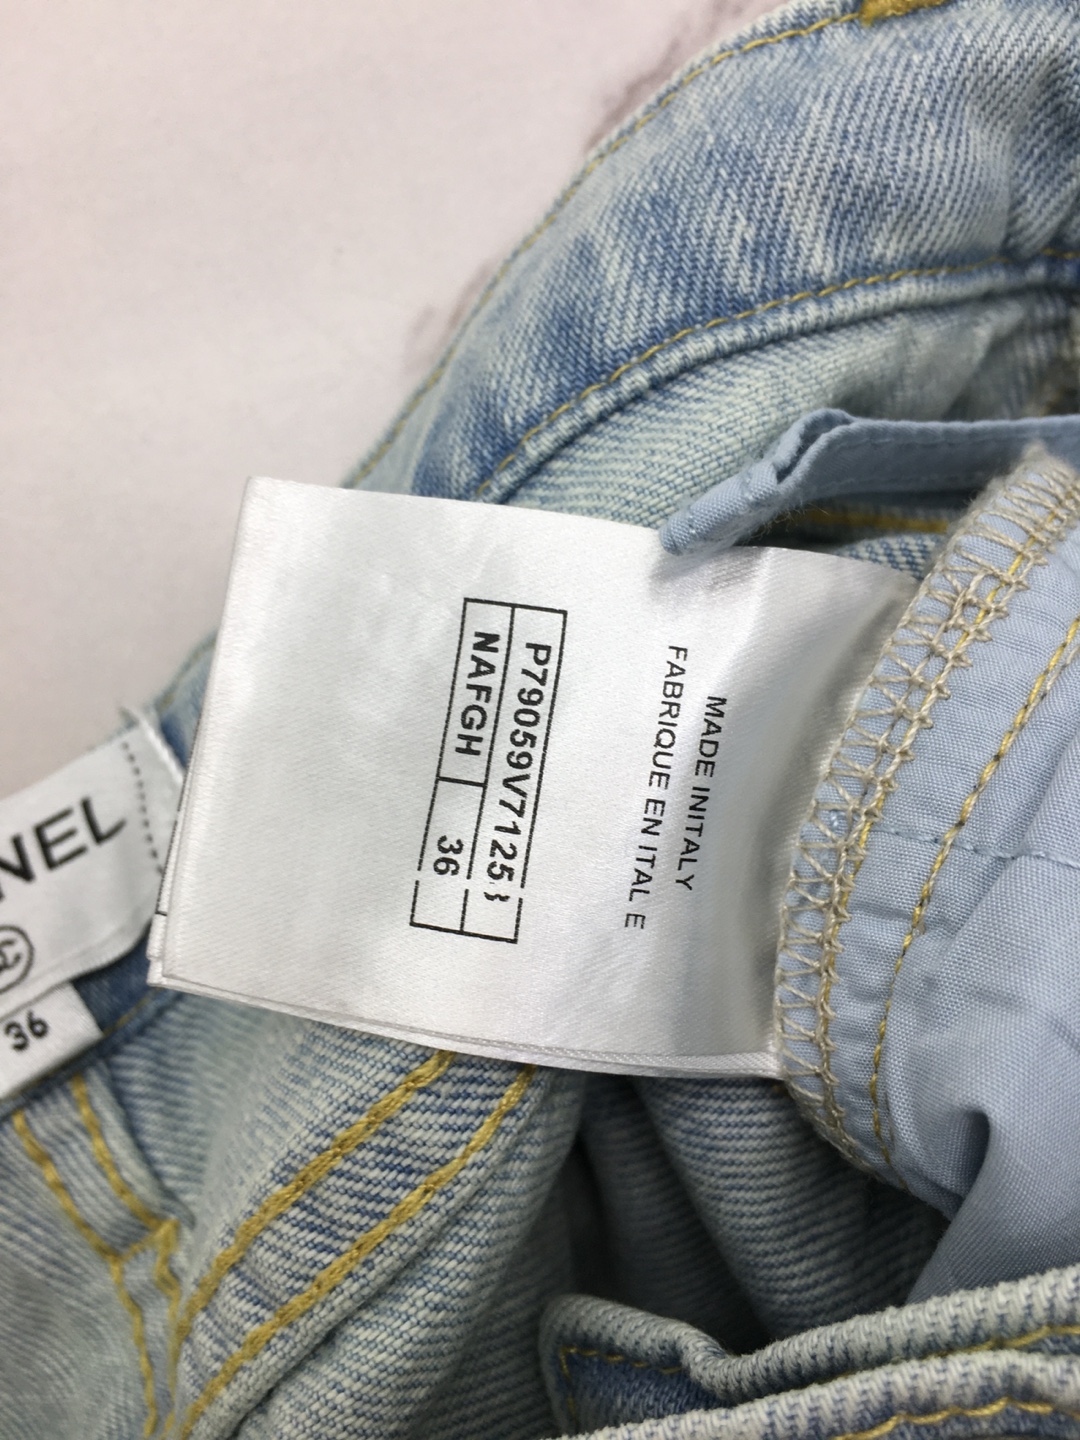 MADE INITALY
FABRIQUE EN ITAL E
P79059V7125
NAFGH 36
NEL
36